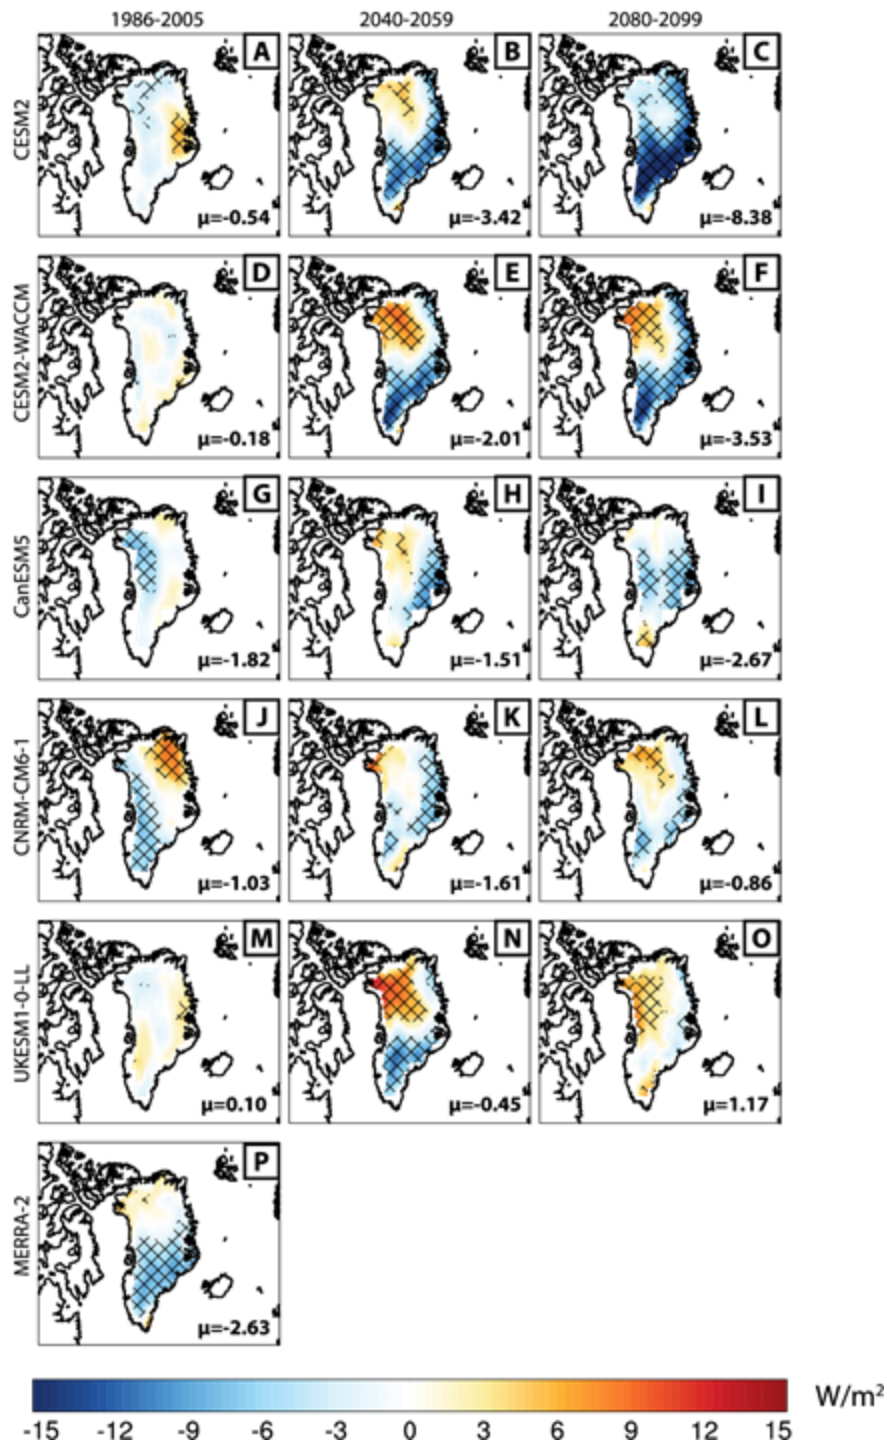 1986-2005 2040-2059 2080-2099
CESM2
A B C
μ=-0.54 μ=-3.42 μ=-8.38
CESM2-WACCM
D E F
μ=-0.18 μ=-2.01 μ=-3.53
CanESM5
G H I
μ=-1.82 μ=-1.51 μ=-2.67
CNRM-CM6-1
J K L
μ=-1.03 μ=-1.61 μ=-0.86
UKESM1-0-LL
M N O
μ=0.10 μ=-0.45 μ=1.17
MERRA-2
P
μ=-2.63
-15 -12 -9 -6 -3 0 3 6 9 12 15 W/m²